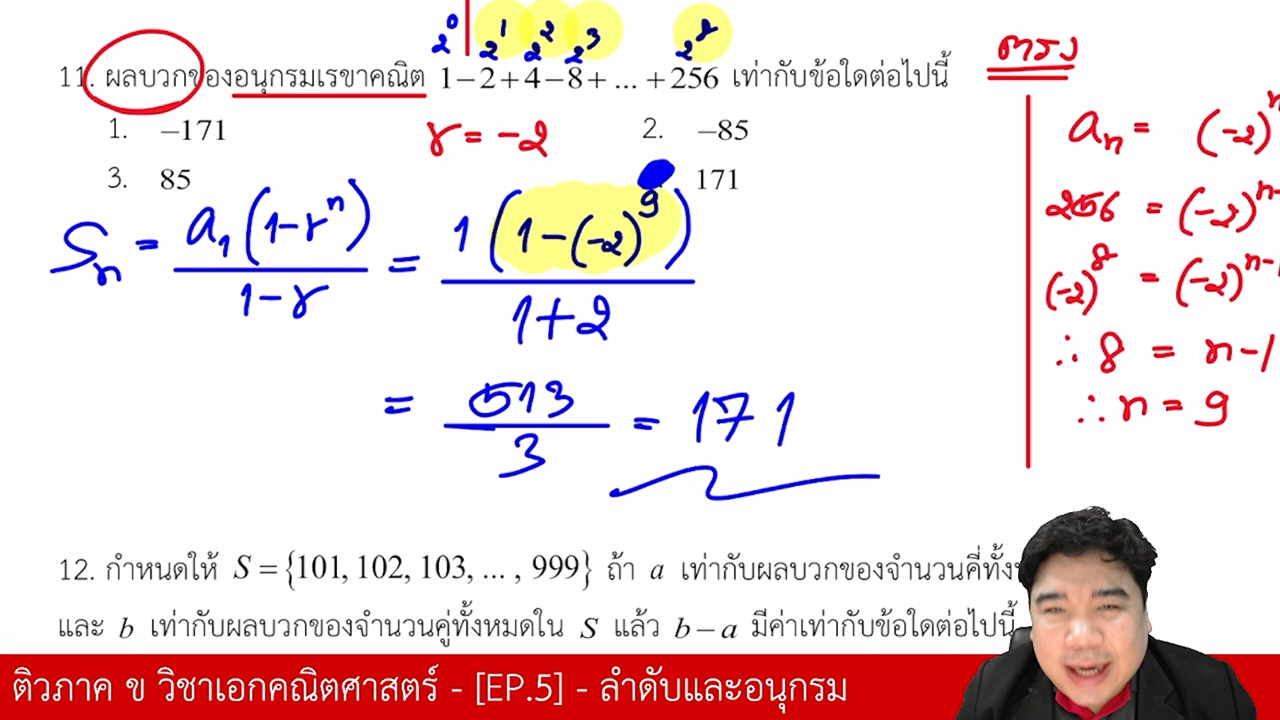 2⁰ 2¹ 2² 2³ 2⁸
11. ผลบวกของอนุกรมเรขาคณิต 1−2+4−8+ ... +256 เท่ากับข้อใดต่อไปนี้
1. −171
2. −85
3. 85
171
r = -2
Sₙ = a₁(1-rⁿ) / 1-r = 1(1-(-2)⁹) / 1+2
= 513 / 3 = 171
ตรง
aₙ = (-2)ⁿ
256 = (-2)ⁿ⁻
(-2)⁸ = (-2)ⁿ⁻¹
∴ 8 = n-1
∴ n = 9
12. กำหนดให้ S = {101, 102, 103, ... , 999} ถ้า a เท่ากับผลบวกของจำนวนคี่ทั้ง
และ b เท่ากับผลบวกของจำนวนคู่ทั้งหมดใน S แล้ว b − a มีค่าเท่ากับข้อใดต่อไปนี้
ติวภาค ข วิชาเอกคณิตศาสตร์ - [EP.5] - ลำดับและอนุกรม